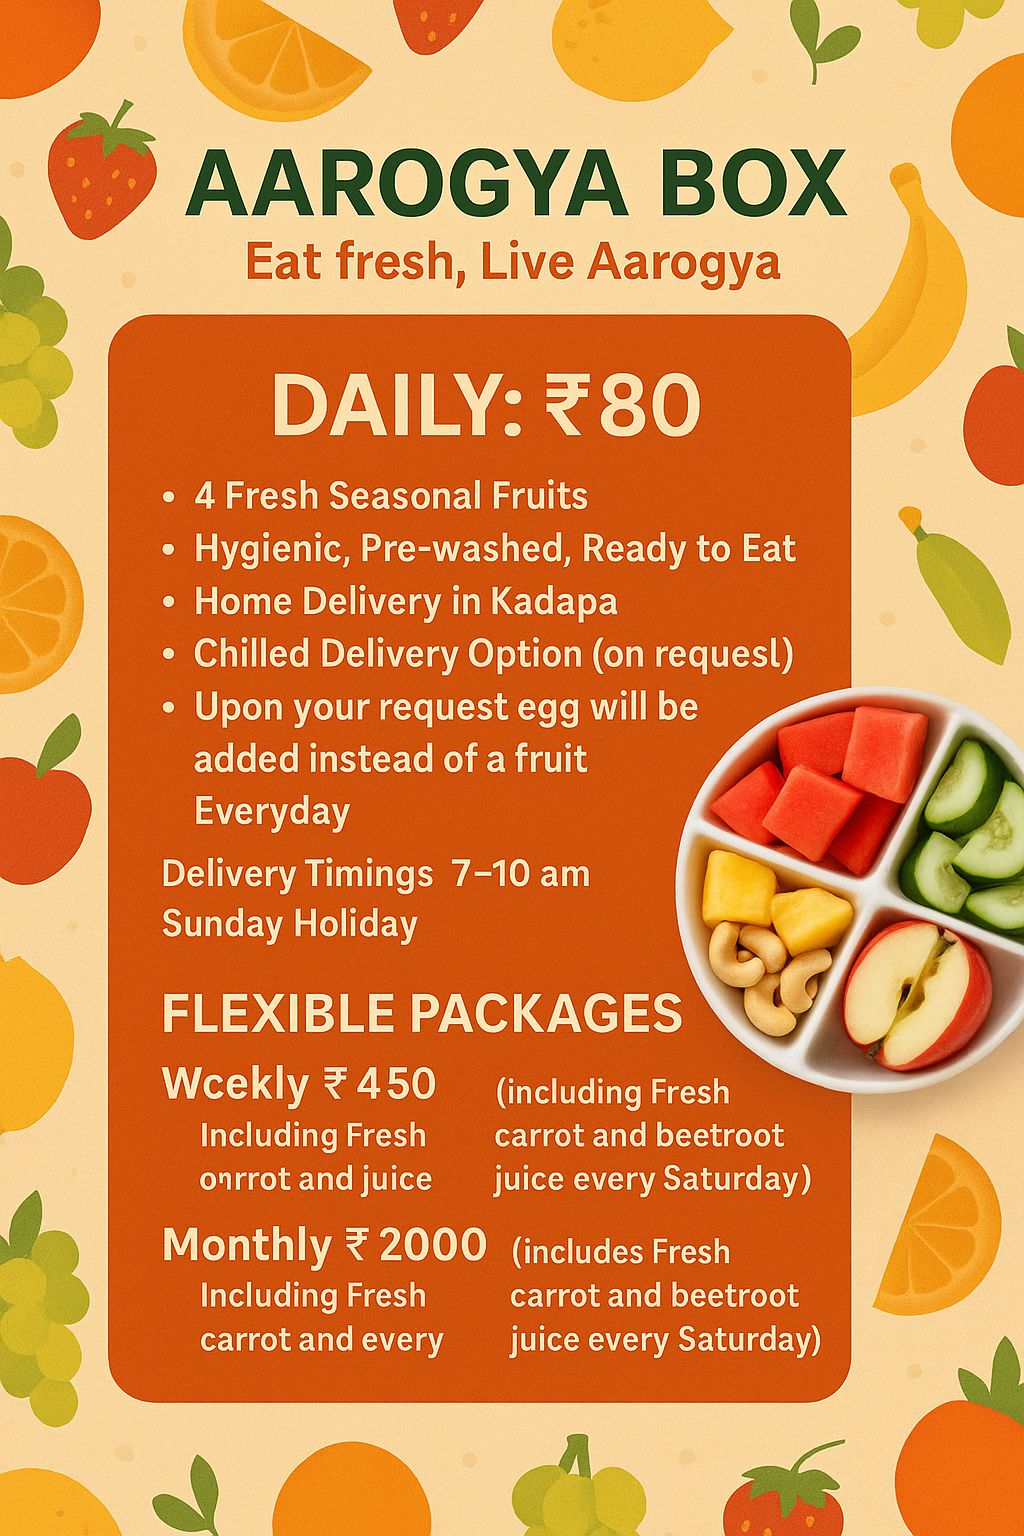 AAROGYA BOX
Eat fresh, Live Aarogya
DAILY: ₹80
• 4 Fresh Seasonal Fruits
• Hygienic, Pre-washed, Ready to Eat
• Home Delivery in Kadapa
• Chilled Delivery Option (on requesl)
• Upon your request egg will be
added instead of a fruit
Everyday
Delivery Timings 7–10 am
Sunday Holiday
FLEXIBLE PACKAGES
Wcekly ₹450
Including Fresh
onrrot and juice
(including Fresh
carrot and beetroot
juice every Saturday)
Monthly ₹2000
Including Fresh
carrot and every
(includes Fresh
carrot and beetroot
juice every Saturday)